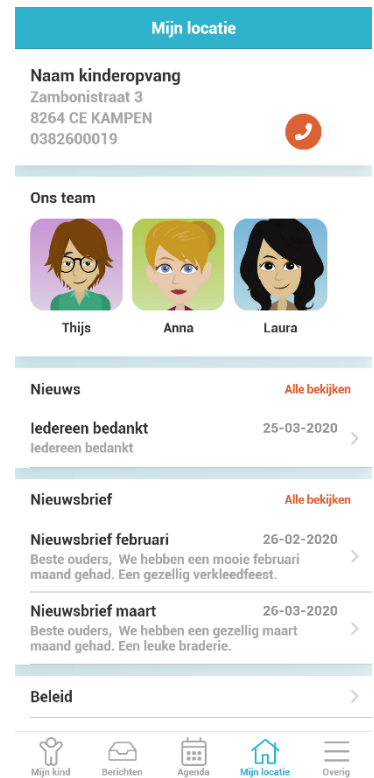 Mijn locatie
Naam kinderopvang
Zambonistraat 3
8264 CE KAMPEN
0382600019
Ons team
Thijs Anna Laura
Nieuws Alle bekijken
Iedereen bedankt 25-03-2020
Iedereen bedankt
Nieuwsbrief Alle bekijken
Nieuwsbrief februari 26-02-2020
Beste ouders, We hebben een mooie februari
maand gehad. Een gezellig verkleedfeest.
Nieuwsbrief maart 26-03-2020
Beste ouders, We hebben een gezellig maart
maand gehad. Een leuke braderie.
Beleid
Mijn kind Berichten Agenda Mijn locatie Overig